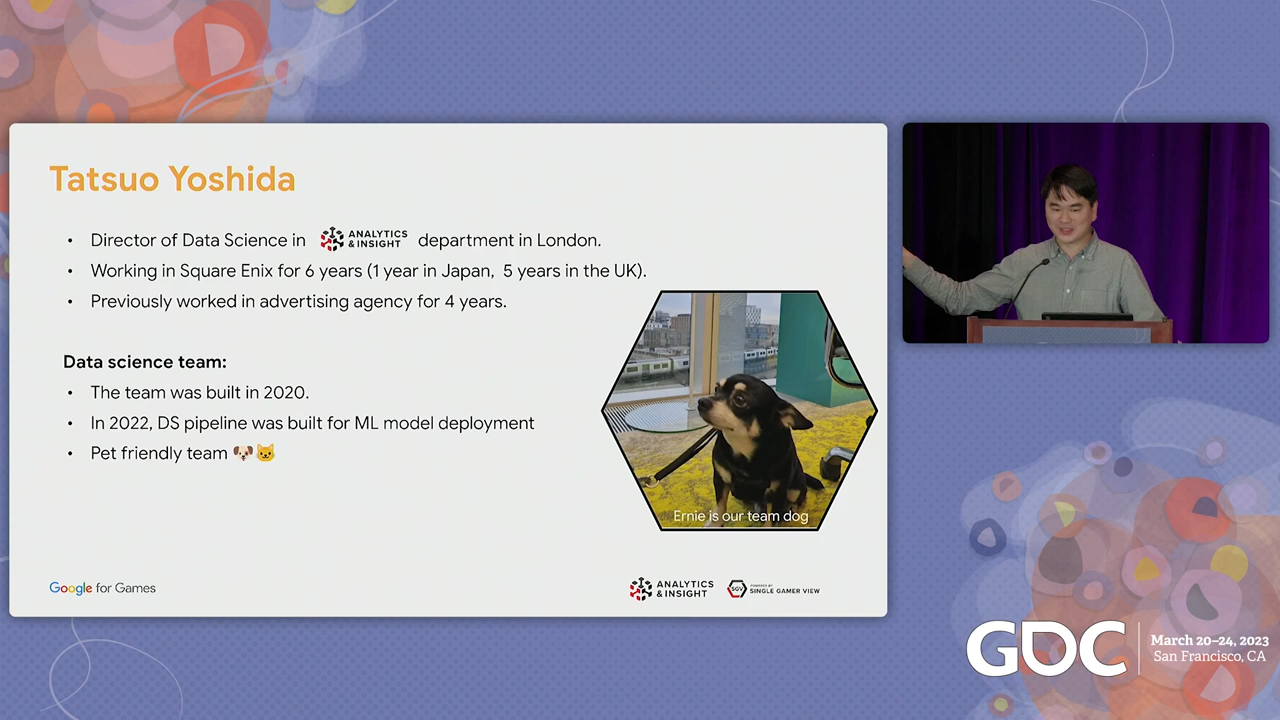 Tatsuo Yoshida
• Director of Data Science in ANALYTICS & INSIGHT department in London.
• Working in Square Enix for 6 years (1 year in Japan, 5 years in the UK).
• Previously worked in advertising agency for 4 years.
Data science team:
• The team was built in 2020.
• In 2022, DS pipeline was built for ML model deployment
• Pet friendly team 🐶🐱
Ernie is our team dog
Google for Games
ANALYTICS
& INSIGHT
SGV
POWERED BY
SINGLE GAMER VIEW
GDC
March 20–24, 2023
San Francisco, CA